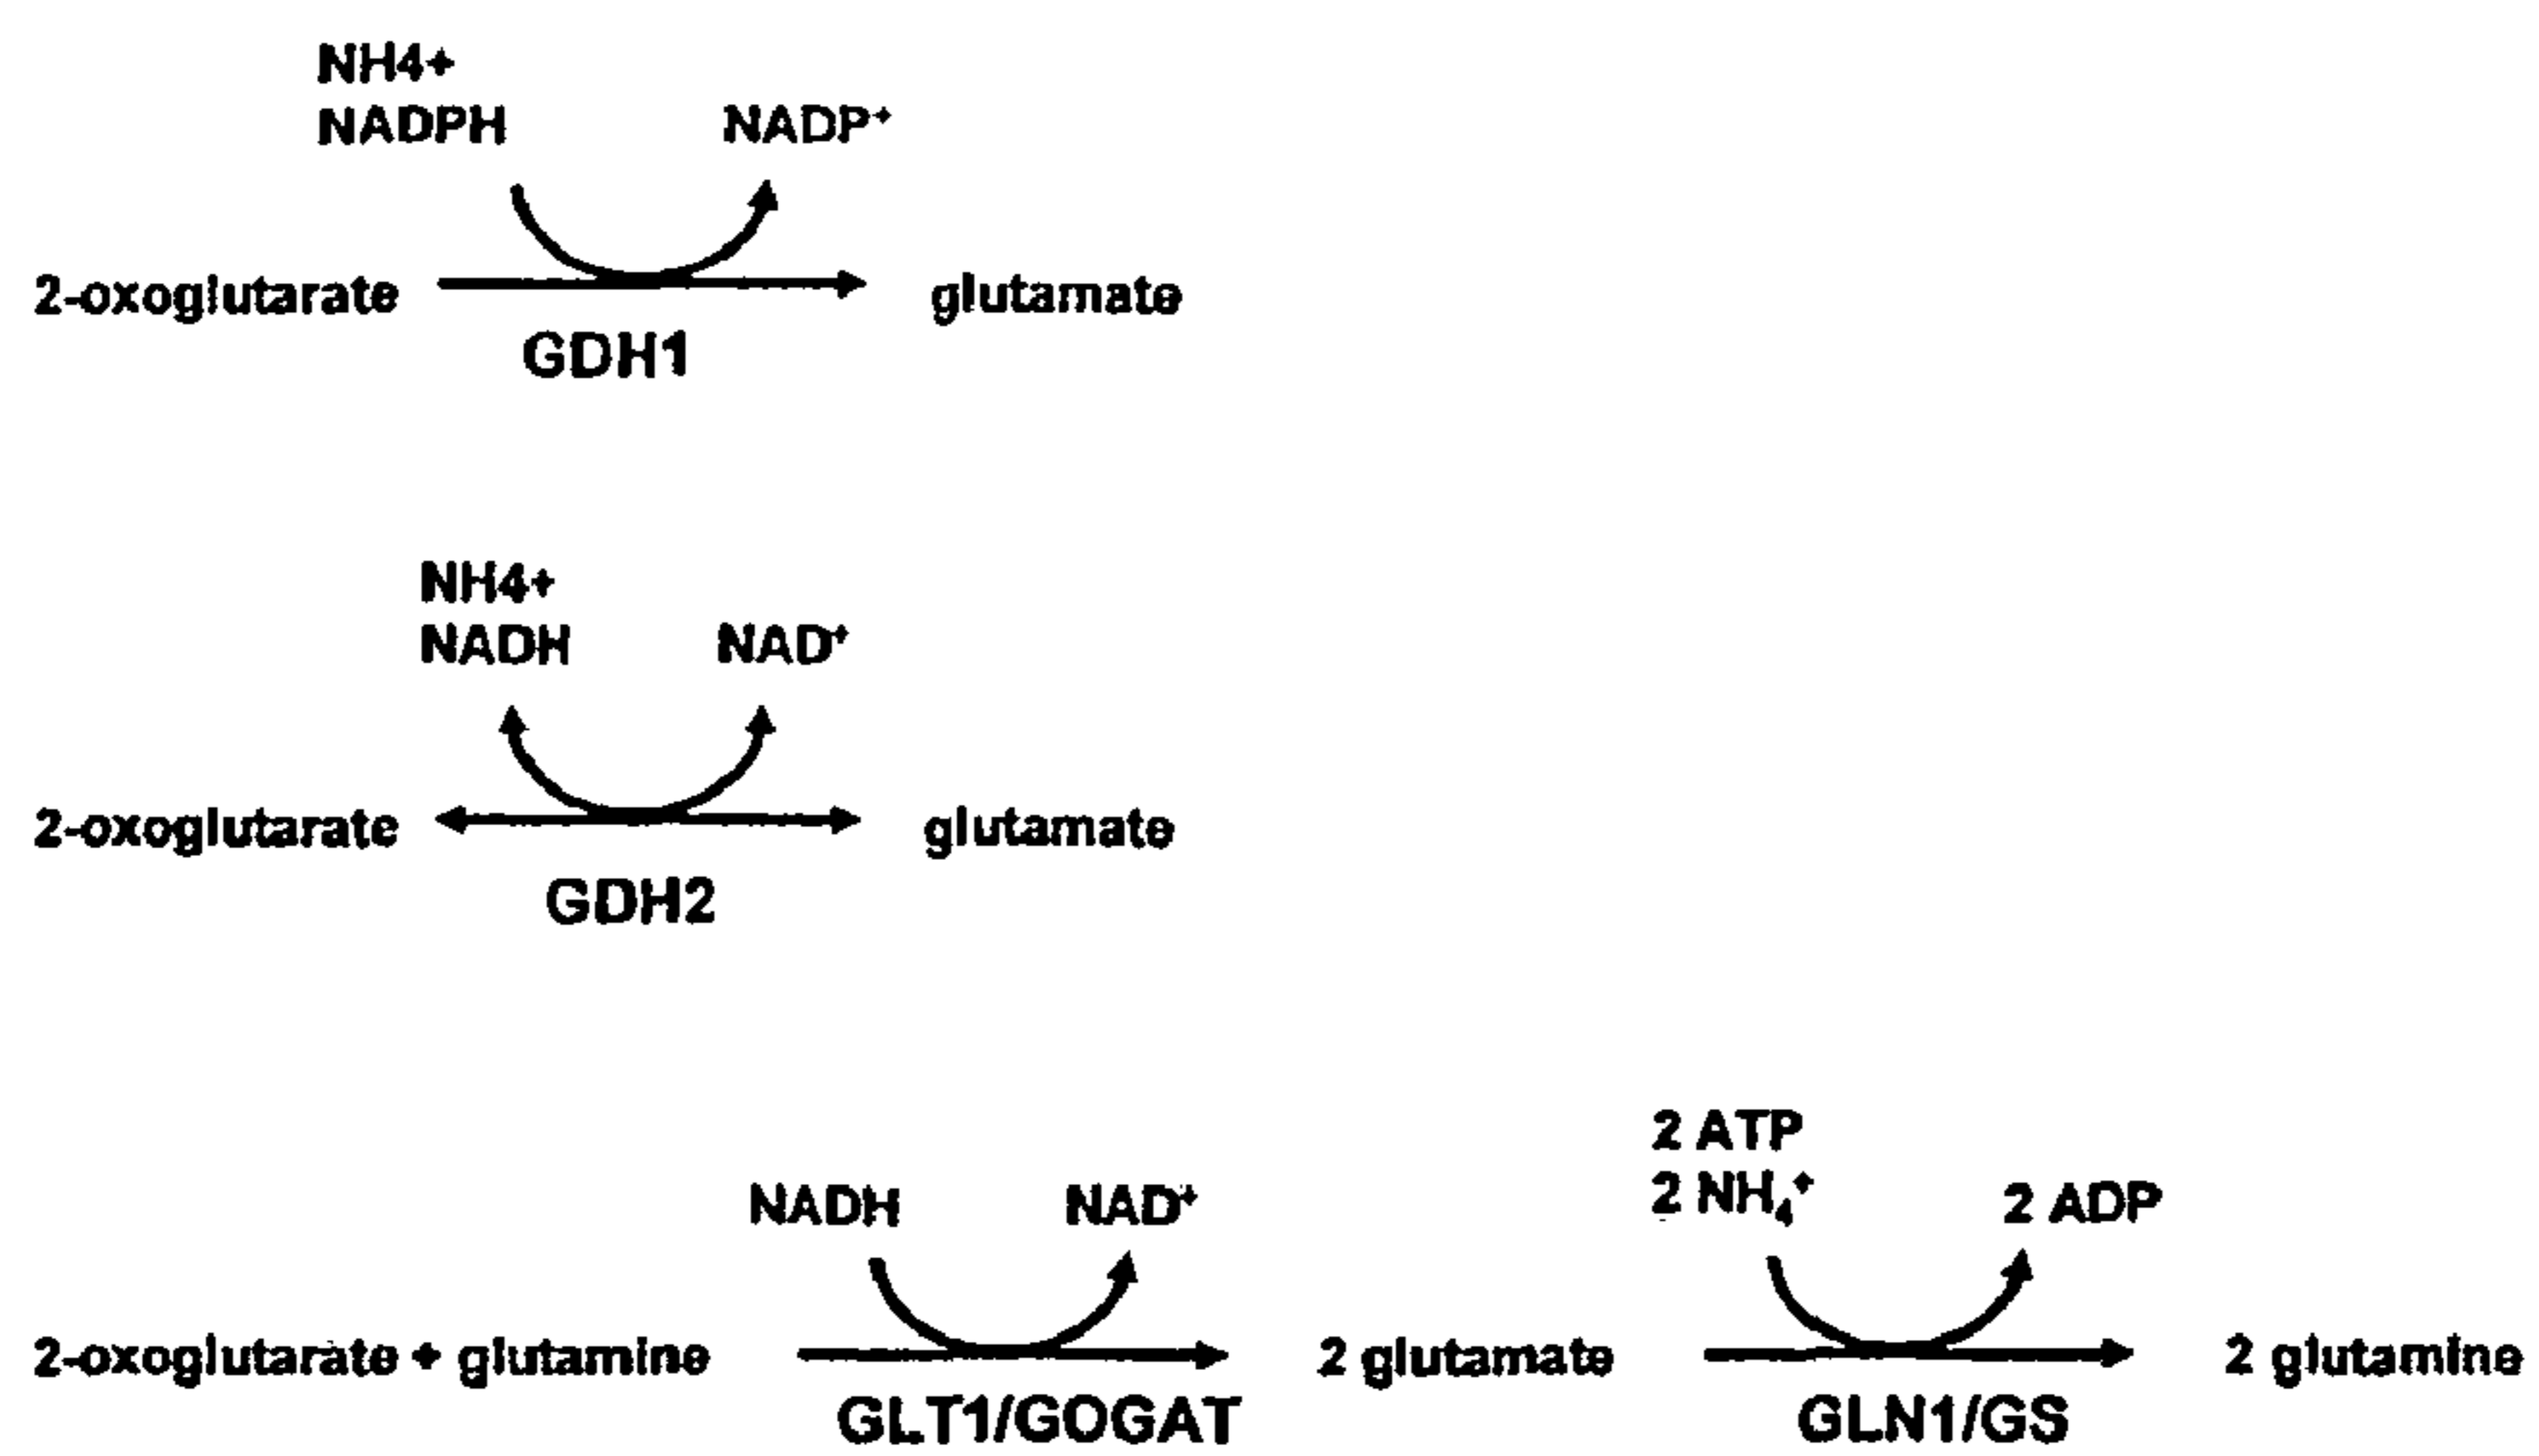 NH4+
NADPH NADP+
2-oxoglutarate glutamate
GDH1
NH4+
NADH NAD+
2-oxoglutarate glutamate
GDH2
2 ATP
NADH NAD+ 2 NH4+ 2 ADP
2-oxoglutarate + glutamine 2 glutamate 2 glutamine
GLT1/GOGAT GLN1/GS